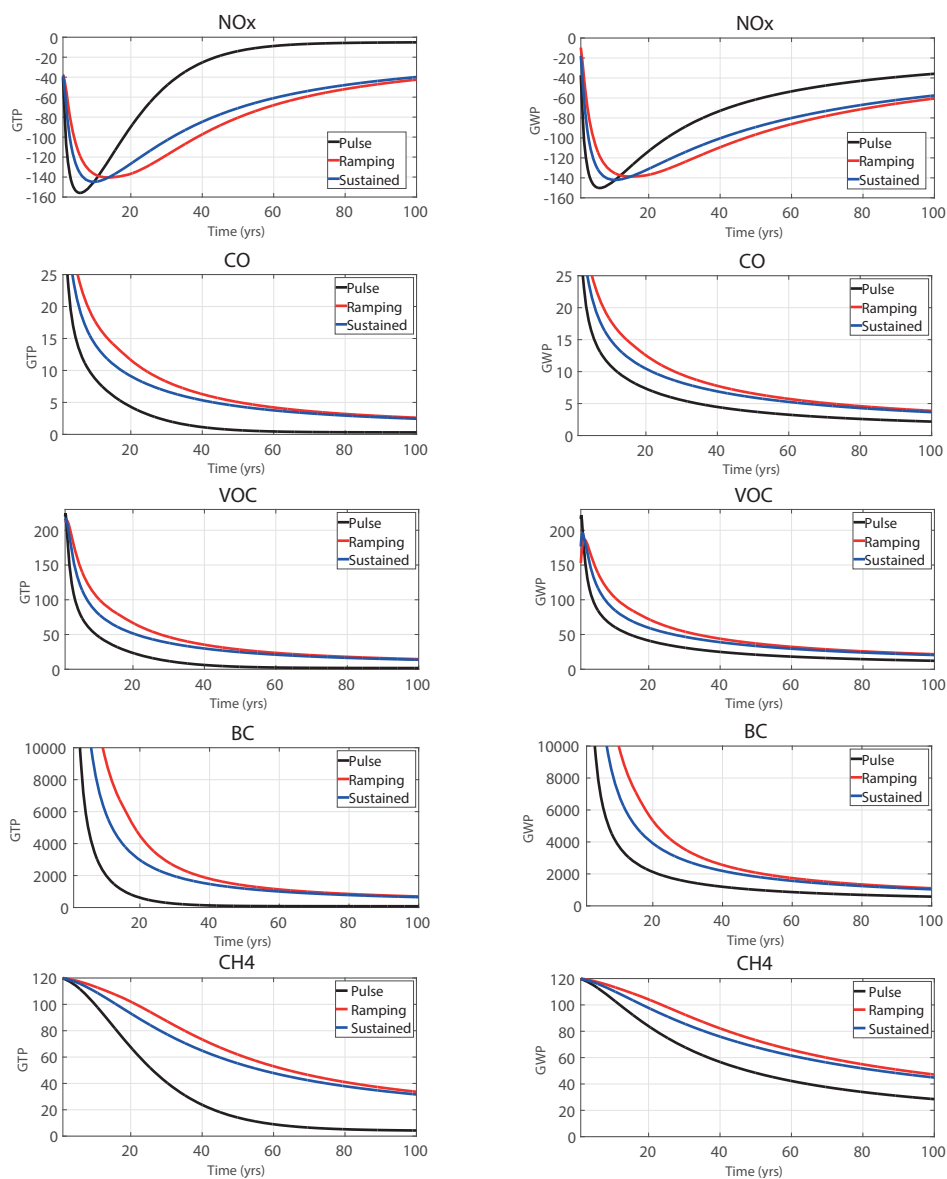 NOx
0
-20
-40
-60
-80
-100
-120
-140
-160
GTP
Pulse
Ramping
Sustained
20 40 60 80 100
Time (yrs)
NOx
0
-20
-40
-60
-80
-100
-120
-140
-160
GWP
Pulse
Ramping
Sustained
20 40 60 80 100
Time (yrs)
CO
25
20
15
10
5
0
GTP
Pulse
Ramping
Sustained
20 40 60 80 100
Time (yrs)
CO
25
20
15
10
5
0
GWP
Pulse
Ramping
Sustained
20 40 60 80 100
Time (yrs)
VOC
200
150
100
50
0
GTP
Pulse
Ramping
Sustained
20 40 60 80 100
Time (yrs)
VOC
200
150
100
50
0
GWP
Pulse
Ramping
Sustained
20 40 60 80 100
Time (yrs)
BC
10000
8000
6000
4000
2000
0
GTP
Pulse
Ramping
Sustained
20 40 60 80 100
Time (yrs)
BC
10000
8000
6000
4000
2000
0
GWP
Pulse
Ramping
Sustained
20 40 60 80 100
Time (yrs)
CH4
120
100
80
60
40
20
0
GTP
Pulse
Ramping
Sustained
20 40 60 80 100
Time (yrs)
CH4
120
100
80
60
40
20
0
GWP
Pulse
Ramping
Sustained
20 40 60 80 100
Time (yrs)